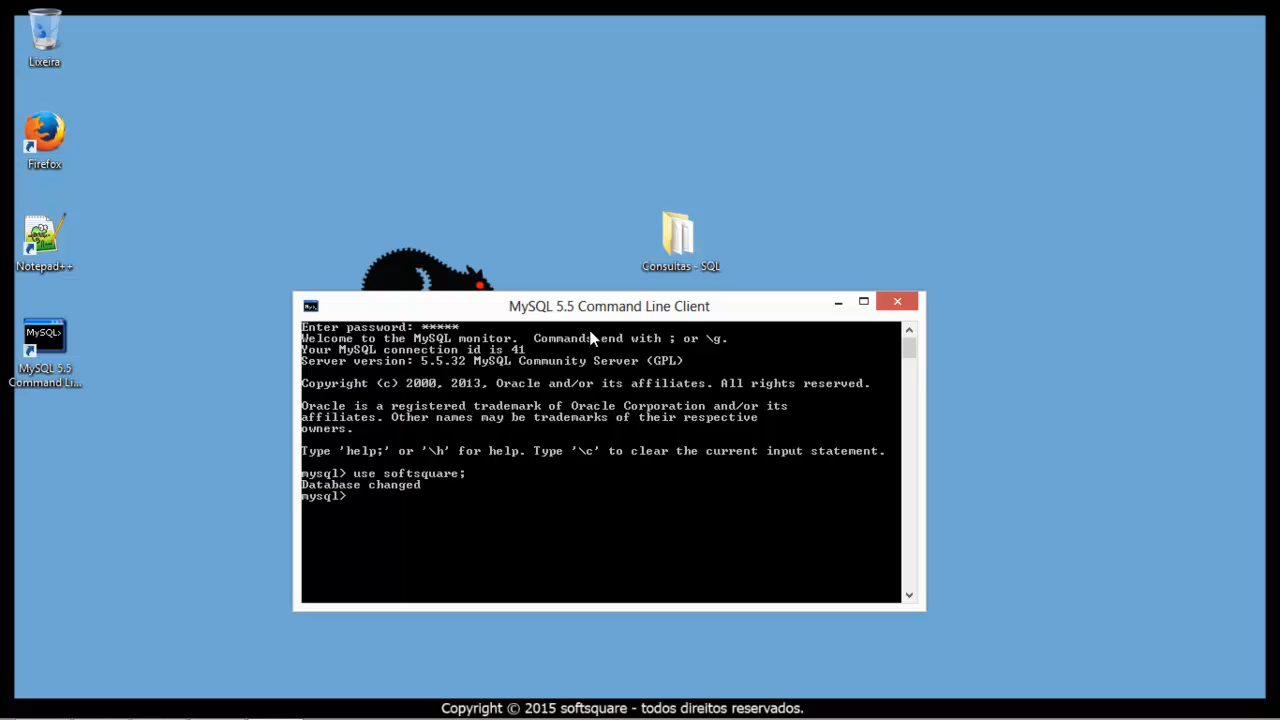 Lixeira
Firefox
Notepad++
MySQL>
MySQL 5.5
Command Li...
Consultas - SQL
MySQL 5.5 Command Line Client
Enter password: *****
Welcome to the MySQL monitor.  Commands end with ; or \g.
Your MySQL connection id is 41
Server version: 5.5.32 MySQL Community Server (GPL)
Copyright (c) 2000, 2013, Oracle and/or its affiliates. All rights reserved.
Oracle is a registered trademark of Oracle Corporation and/or its
affiliates. Other names may be trademarks of their respective
owners.
Type 'help;' or '\h' for help. Type '\c' to clear the current input statement.
mysql> use softsquare;
Database changed
mysql>
Copyright © 2015 softsquare - todos direitos reservados.